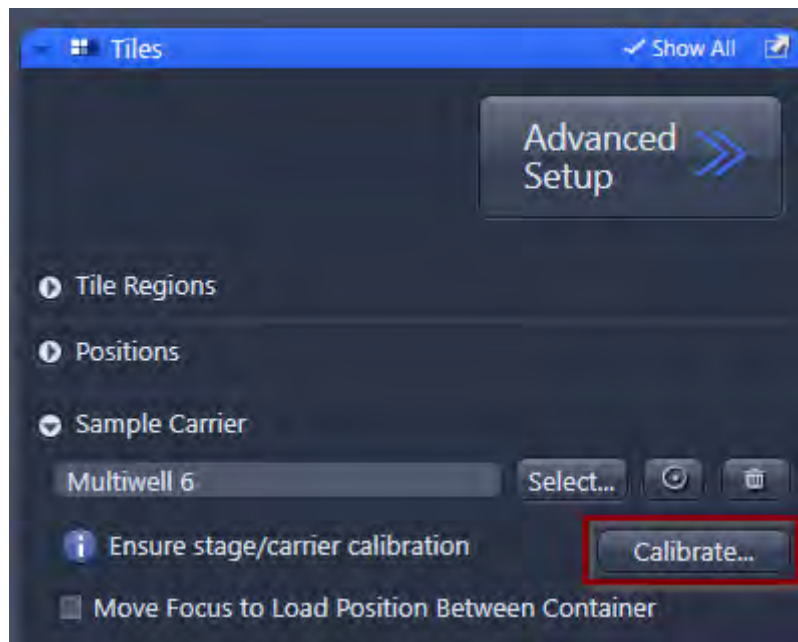 Tiles Show All
Advanced
Setup
Tile Regions
Positions
Sample Carrier
Multiwell 6 Select...
Ensure stage/carrier calibration Calibrate...
Move Focus to Load Position Between Container